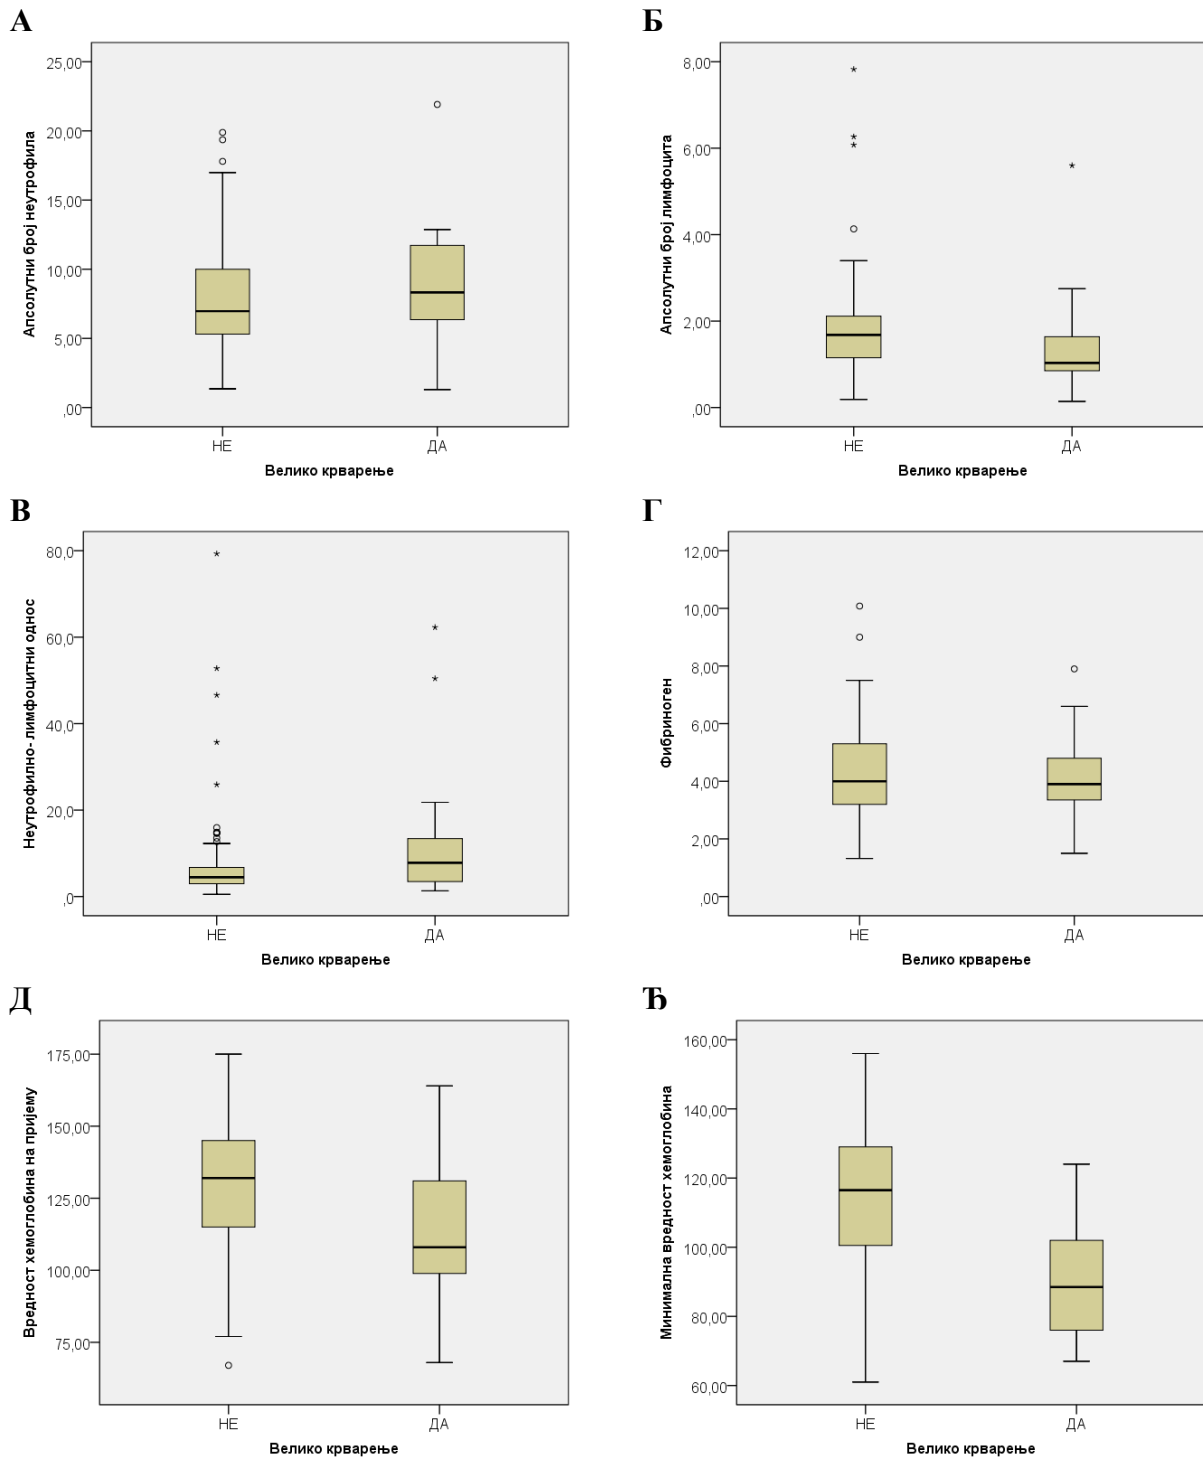 А
Апсолутни број неутрофила
25,00
20,00
15,00
10,00
5,00
,00
НЕ
ДА
Велико крварење
Б
Апсолутни број лимфоцита
8,00
6,00
4,00
2,00
,00
НЕ
ДА
Велико крварење
В
Неутрофилно-лимфоцитни однос
80,0
60,0
40,0
20,0
,0
НЕ
ДА
Велико крварење
Г
Фибриноген
12,00
10,00
8,00
6,00
4,00
2,00
,00
НЕ
ДА
Велико крварење
Д
Вредност хемоглобина на пријему
175,00
150,00
125,00
100,00
75,00
НЕ
ДА
Велико крварење
Ђ
Минимална вредност хемоглобина
160,00
140,00
120,00
100,00
80,00
60,00
НЕ
ДА
Велико крварење